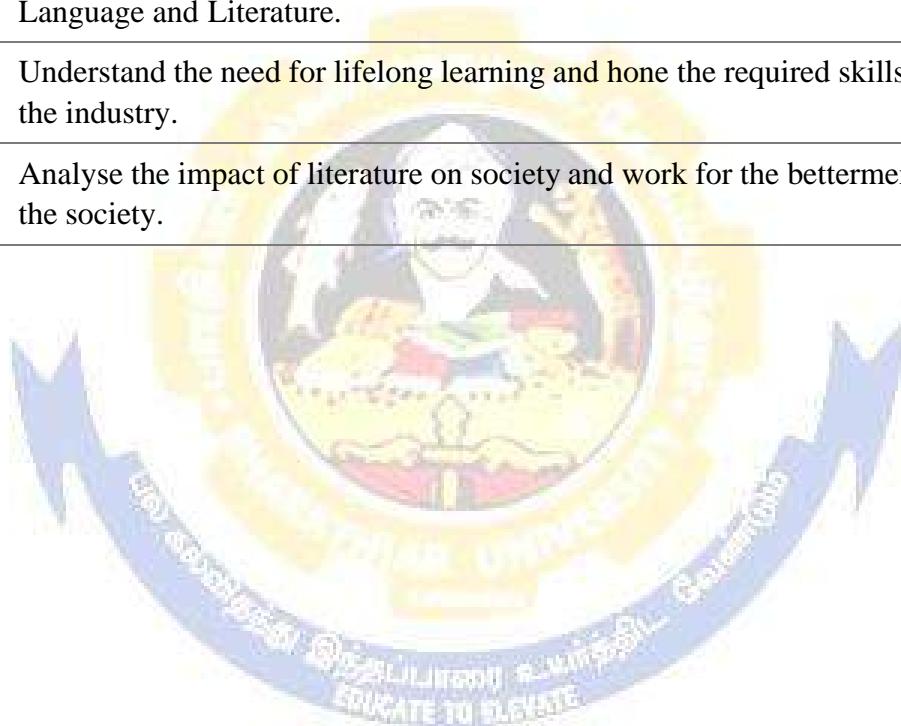 Language and Literature.
Understand the need for lifelong learning and hone the required skills
the industry.
Analyse the impact of literature on society and work for the
the society.
UNIVERSITY
EDUCATE TO ELEVATE